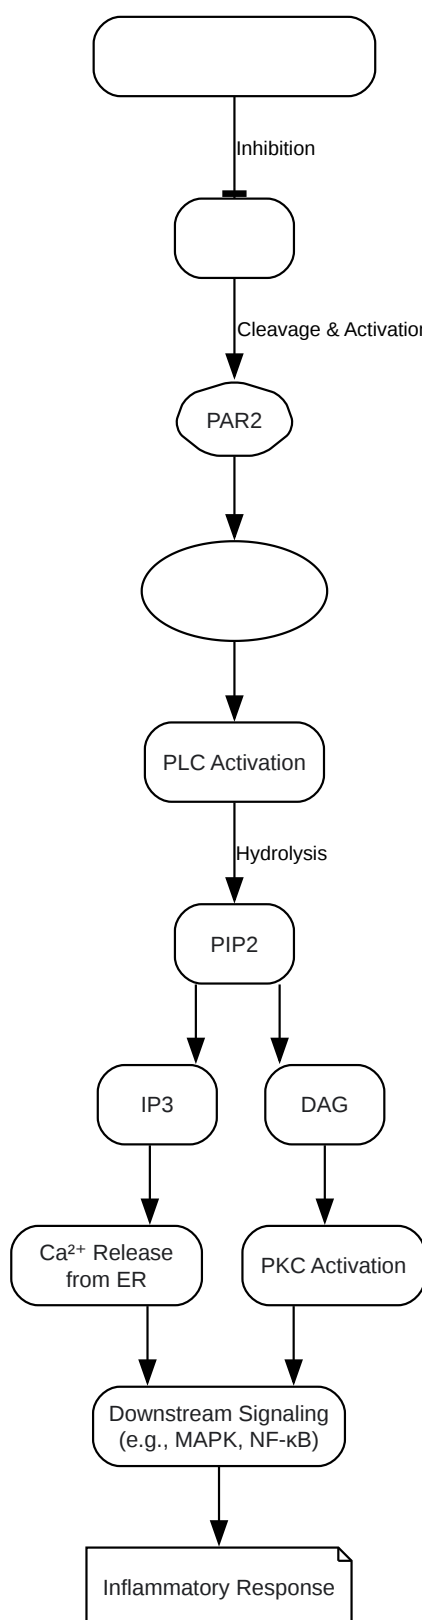 Inhibition
Cleavage & Activation
PAR2
PLC Activation
Hydrolysis
PIP2
IP3
DAG
Ca²⁺ Release
from ER
PKC Activation
Downstream Signaling
(e.g., MAPK, NF-κB)
Inflammatory Response